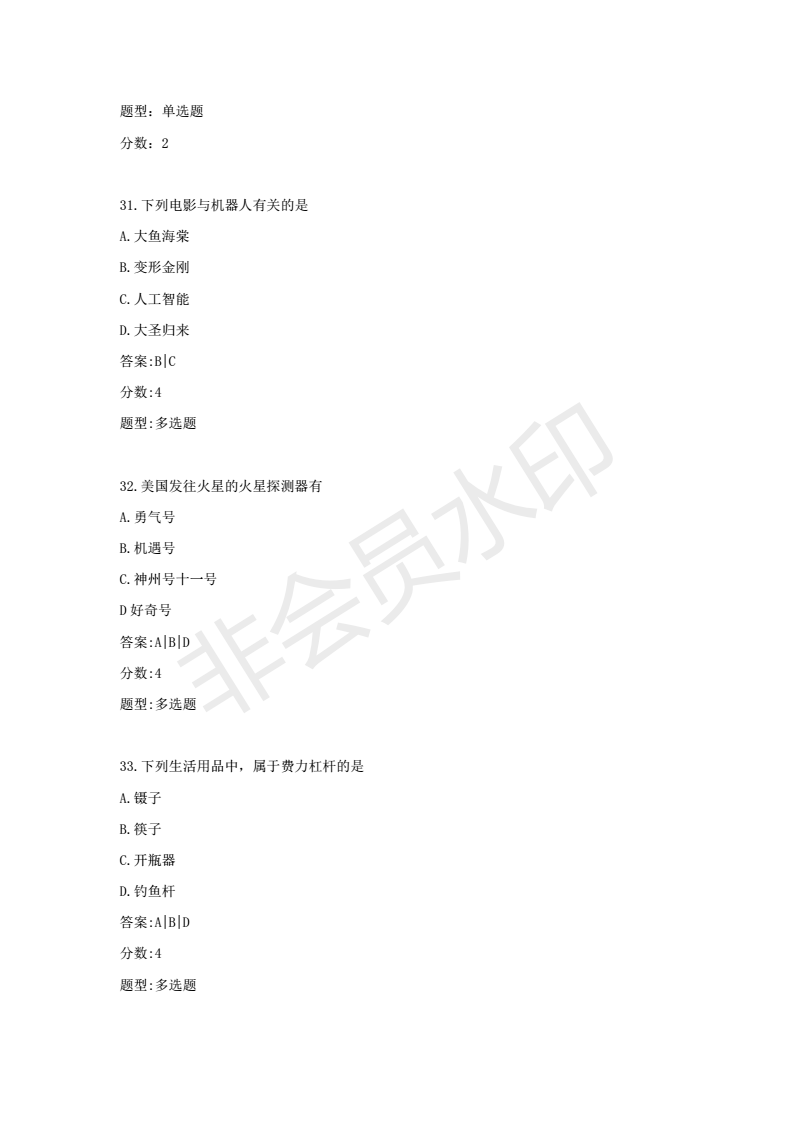 题型：单选题
分数：2
31.下列电影与机器人有关的是
A.大鱼海棠
B.变形金刚
C.人工智能
D.大圣归来
答案:B|C
分数:4
题型:多选题
32.美国发往火星的火星探测器有
A.勇气号
B.机遇号
C.神州号十一号
D好奇号
答案:A|B|D
分数:4
题型:多选题
33.下列生活用品中，属于费力杠杆的是
A.镊子
B.筷子
C.开瓶器
D.钓鱼杆
答案:A|B|D
分数:4
题型:多选题
非会员水印